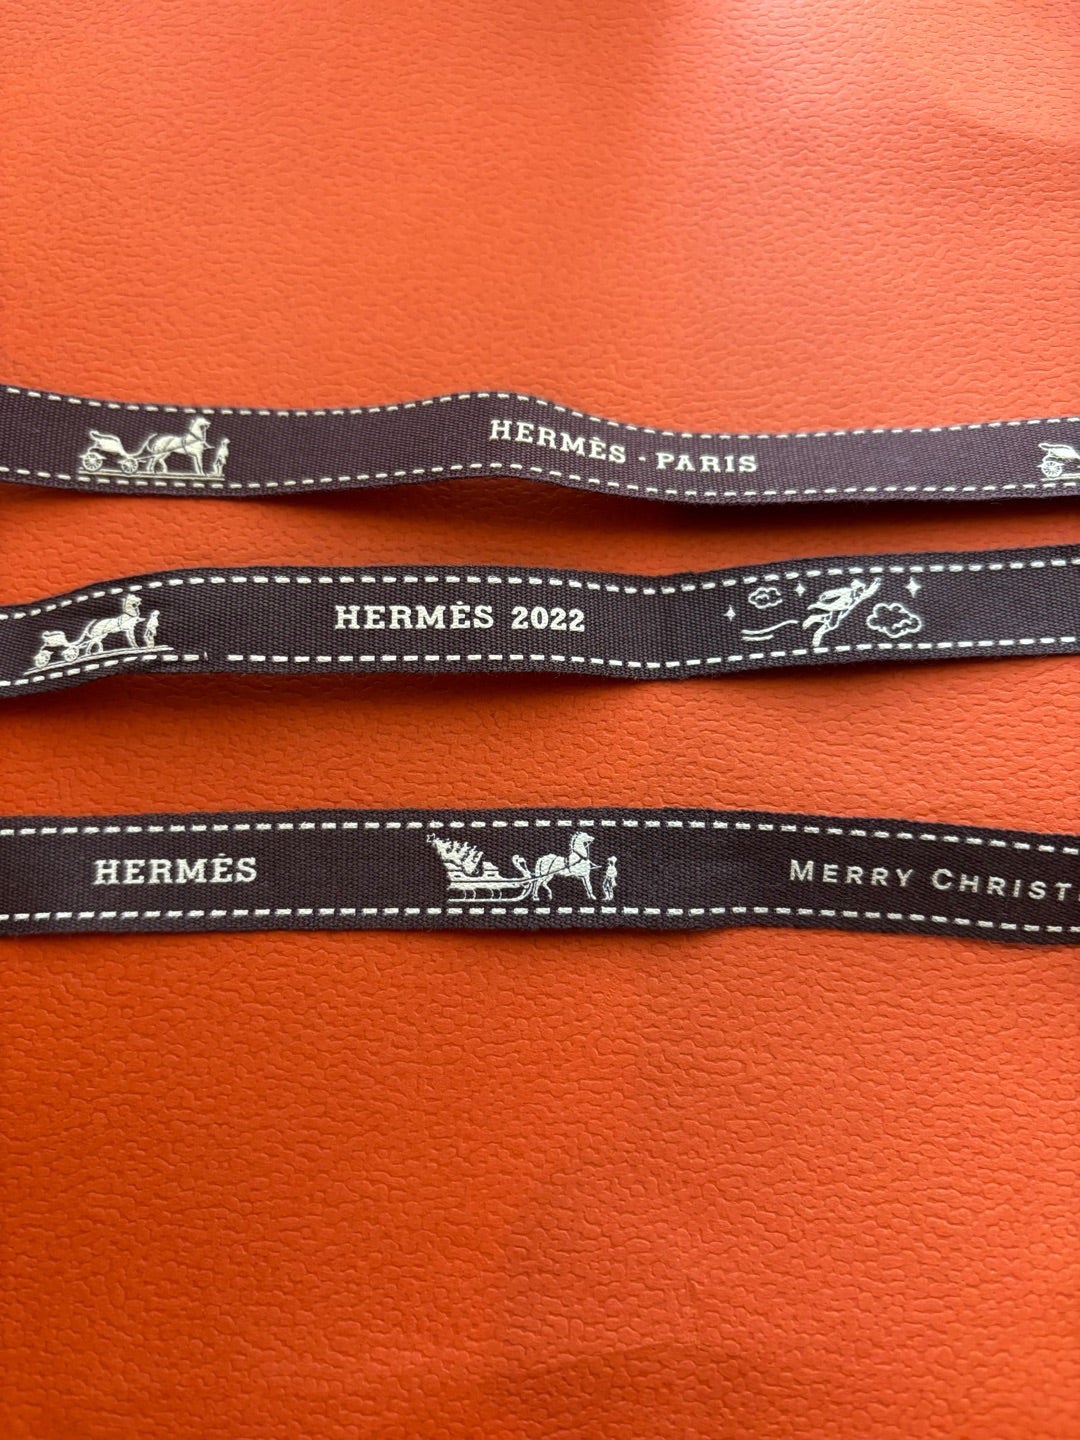 HERMÈS - PARIS
HERMÈS 2022
HERMÈS MERRY CHRIST